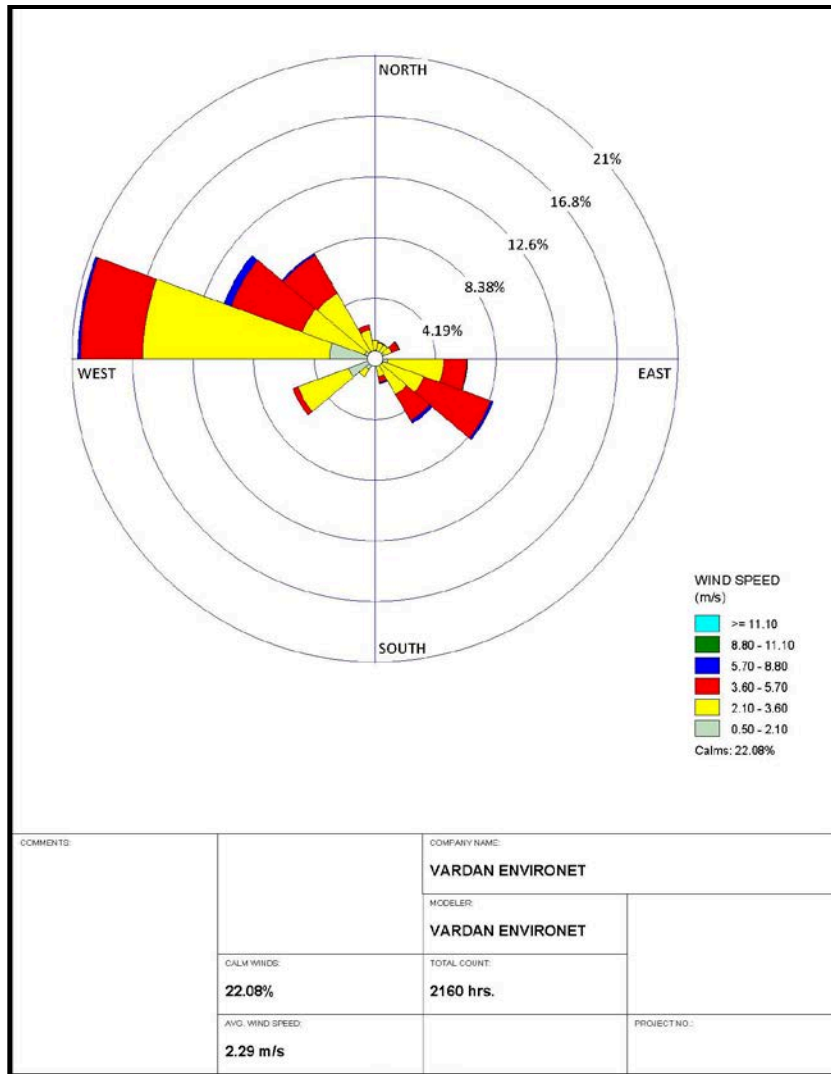 NORTH
21%
16.8%
12.6%
8.38%
4.19%
WEST
EAST
SOUTH
WIND SPEED
(m/s)
>= 11.10
8.80 - 11.10
5.70 - 8.80
3.60 - 5.70
2.10 - 3.60
0.50 - 2.10
Calms: 22.08%
COMMENTS:
COMPANY NAME:
VARDAN ENVIRONET
MODELER:
VARDAN ENVIRONET
CALM WINDS:
22.08%
TOTAL COUNT:
2160 hrs.
AVG. WIND SPEED:
2.29 m/s
PROJECT NO.: